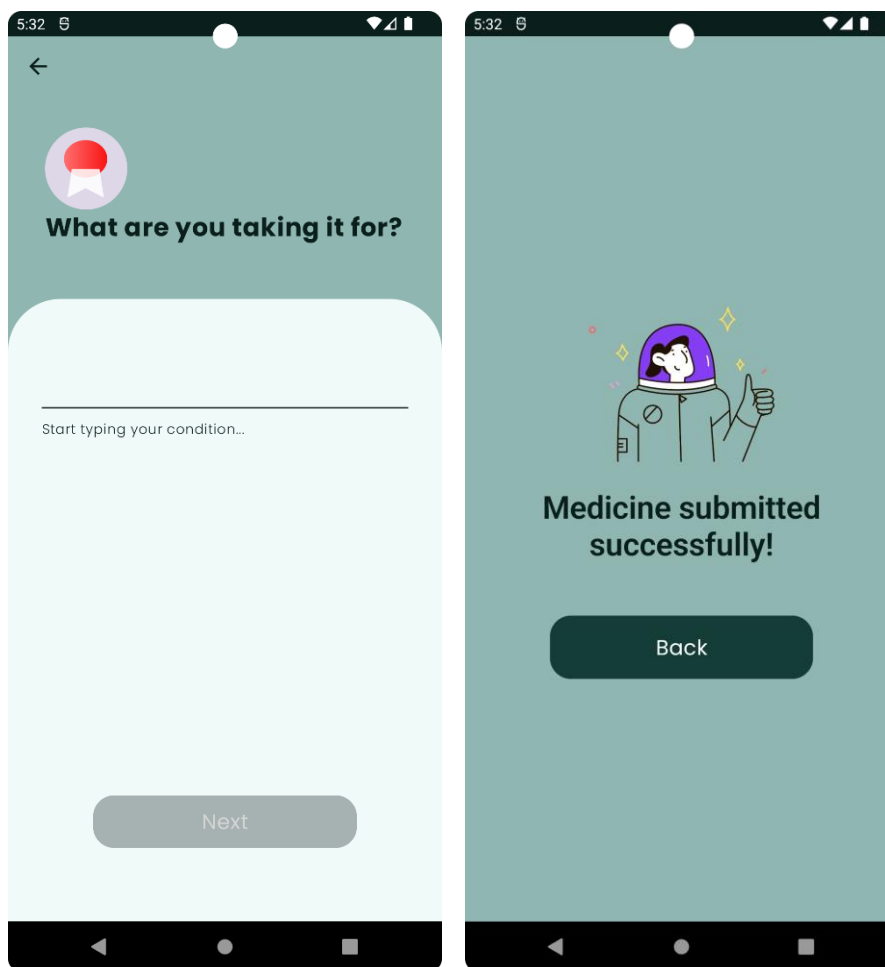 5:32
What are you taking it for?
Start typing your condition...
Next
5:32
Medicine submitted
successfully!
Back